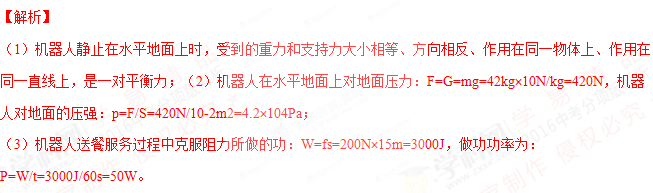 【解析】
（1）机器人静止在水平地面上时，受到的重力和支持力大小相等、方向相反、作用在同一物体上、作用在
同一直线上，是一对平衡力；（2）机器人在水平地面上对地面压力：F=G=mg=42kg×10N/kg=420N，机器
人对地面的压强：p=F/S=420N/10-2m2=4.2×104Pa；
（3）机器人送餐服务过程中克服阻力所做的功：W=fs=200N×15m=3000J，做功功率为：
P=W/t=3000J/60s=50W。